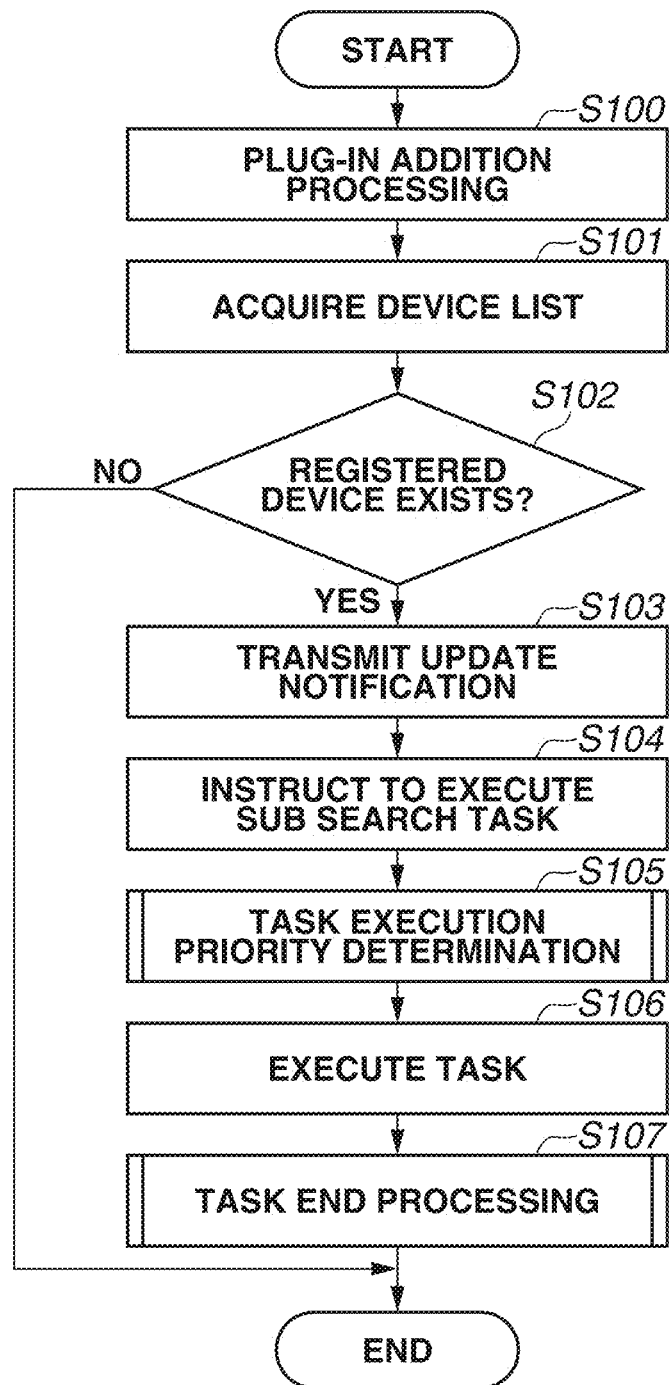 START
S100
PLUG-IN ADDITION
PROCESSING
S101
ACQUIRE DEVICE LIST
S102
NO
REGISTERED
DEVICE EXISTS?
YES
S103
TRANSMIT UPDATE
NOTIFICATION
S104
INSTRUCT TO EXECUTE
SUB SEARCH TASK
S105
TASK EXECUTION
PRIORITY DETERMINATION
S106
EXECUTE TASK
S107
TASK END PROCESSING
END